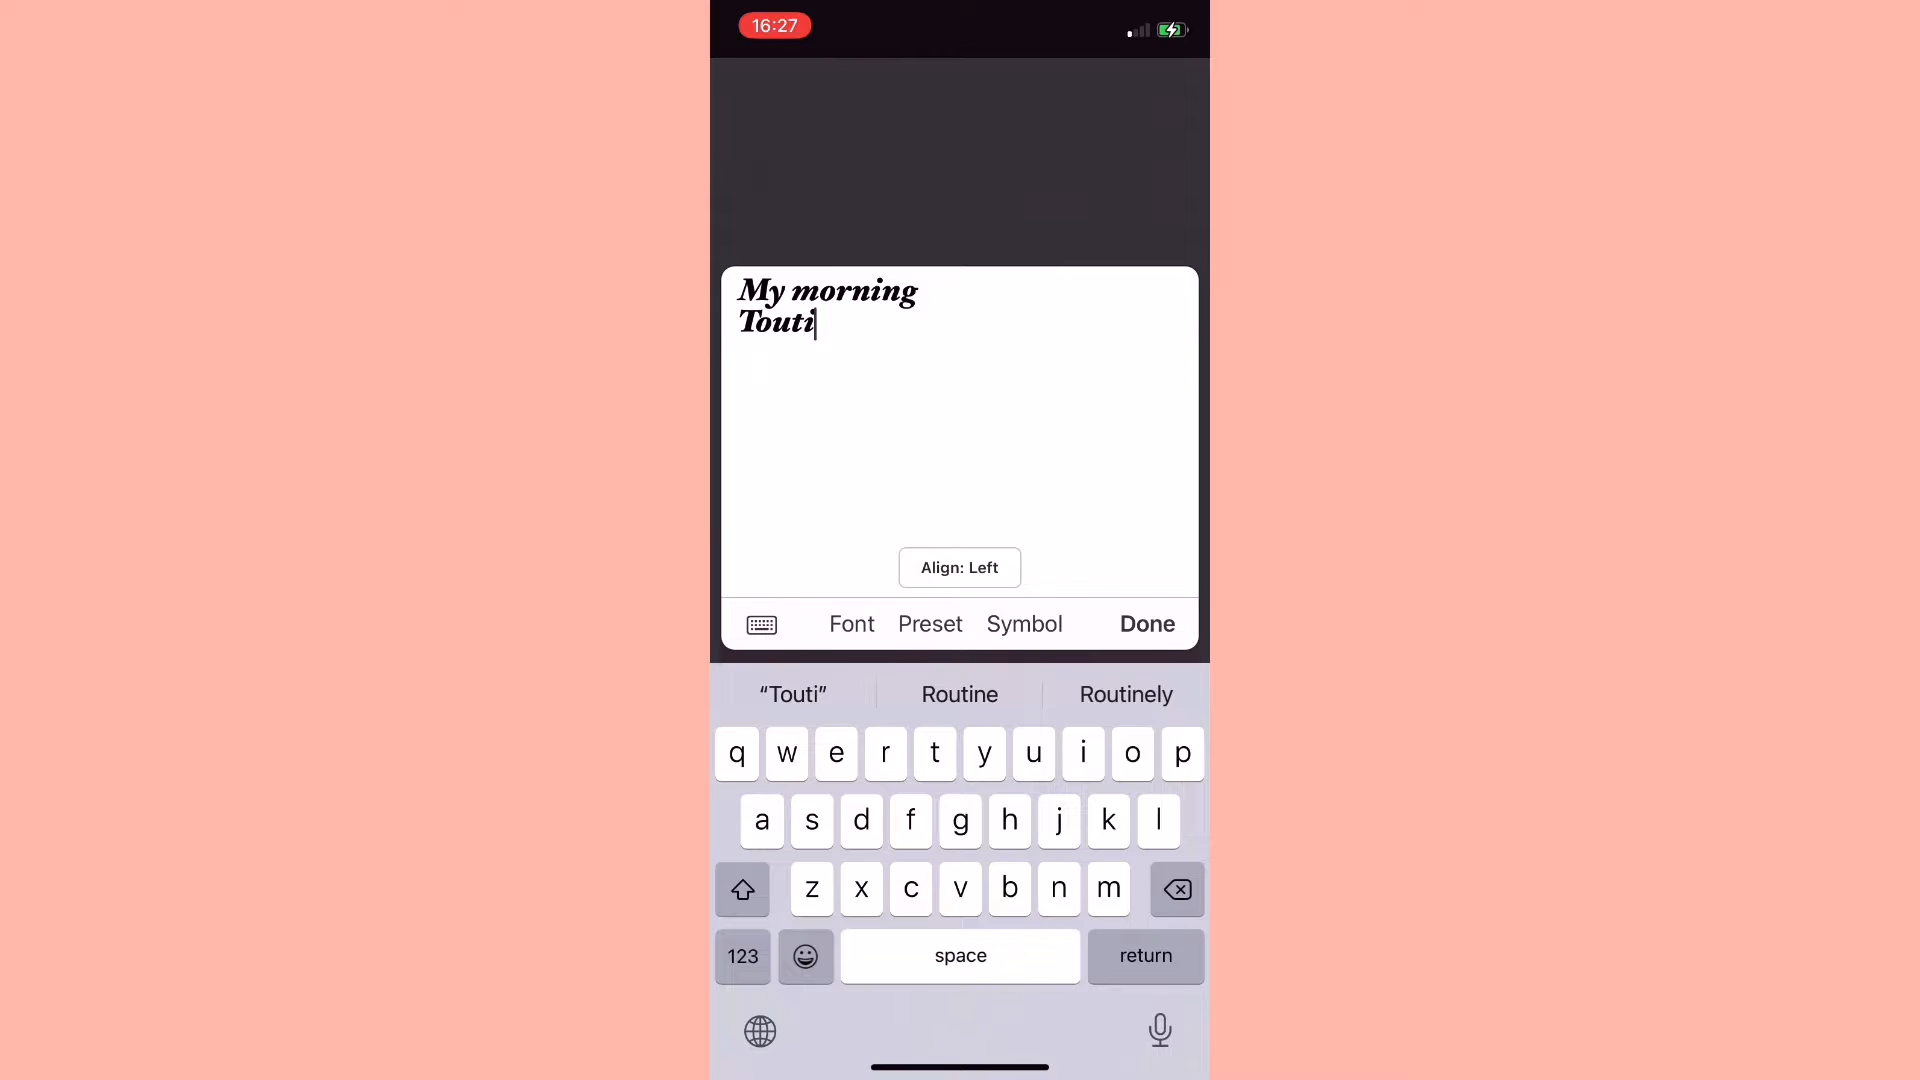 16:27
My morning
Touti
Align: Left
Font Preset Symbol Done
“Touti” Routine Routinely
q w e r t y u i o p
a s d f g h j k l
z x c v b n m
123 space return